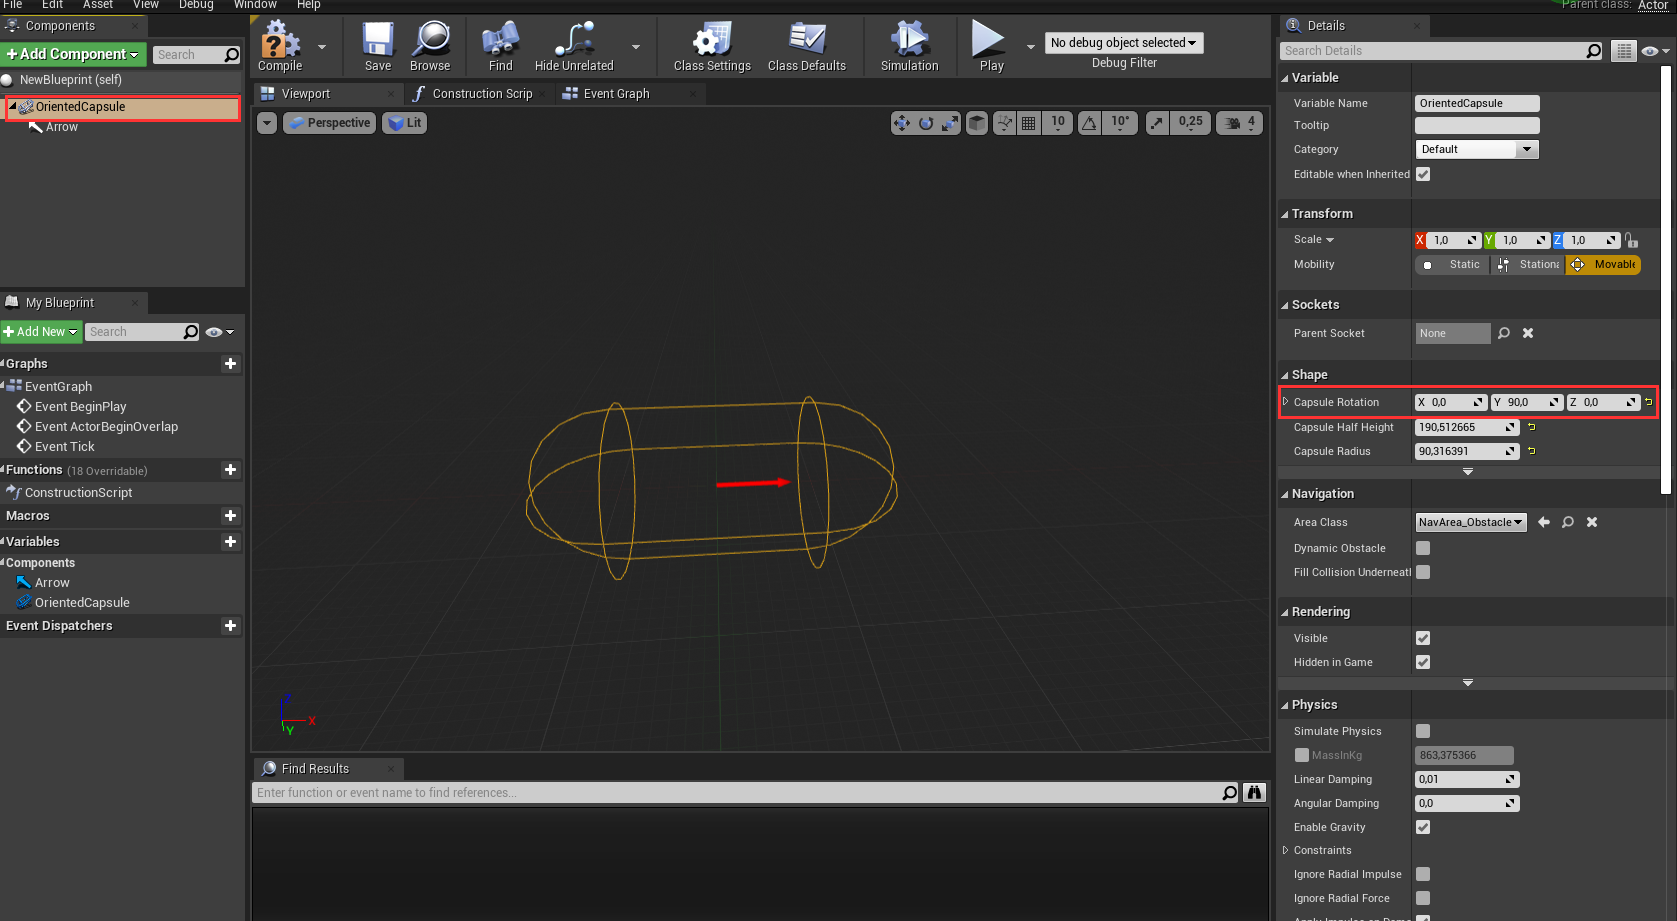 File Edit Asset View Debug Window Help
Parent class: Actor
Components
Add Component
Search
NewBlueprint (self)
OrientedCapsule
Arrow
Compile
Save
Browse
Find
Hide Unrelated
Class Settings
Class Defaults
Simulation
Play
No debug object selected
Debug Filter
Viewport
Construction Scrip
Event Graph
Perspective
Lit
10
10°
0,25
4
Z
X
Y
My Blueprint
Add New
Search
Graphs
EventGraph
Event BeginPlay
Event ActorBeginOverlap
Event Tick
Functions (18 Overridable)
ConstructionScript
Macros
Variables
Components
Arrow
OrientedCapsule
Event Dispatchers
Find Results
Enter function or event name to find references...
Details
Search Details
Variable
Variable Name OrientedCapsule
Tooltip
Category Default
Editable when Inherited
Transform
Scale X 1,0 Y 1,0 Z 1,0
Mobility Static Stationa Movable
Sockets
Parent Socket None
Shape
Capsule Rotation X 0,0 Y 90,0 Z 0,0
Capsule Half Height 190,512665
Capsule Radius 90,316391
Navigation
Area Class NavArea_Obstacle
Dynamic Obstacle
Fill Collision Underneath
Rendering
Visible
Hidden in Game
Physics
Simulate Physics
MassInKg 863,375366
Linear Damping 0,01
Angular Damping 0,0
Enable Gravity
Constraints
Ignore Radial Impulse
Ignore Radial Force